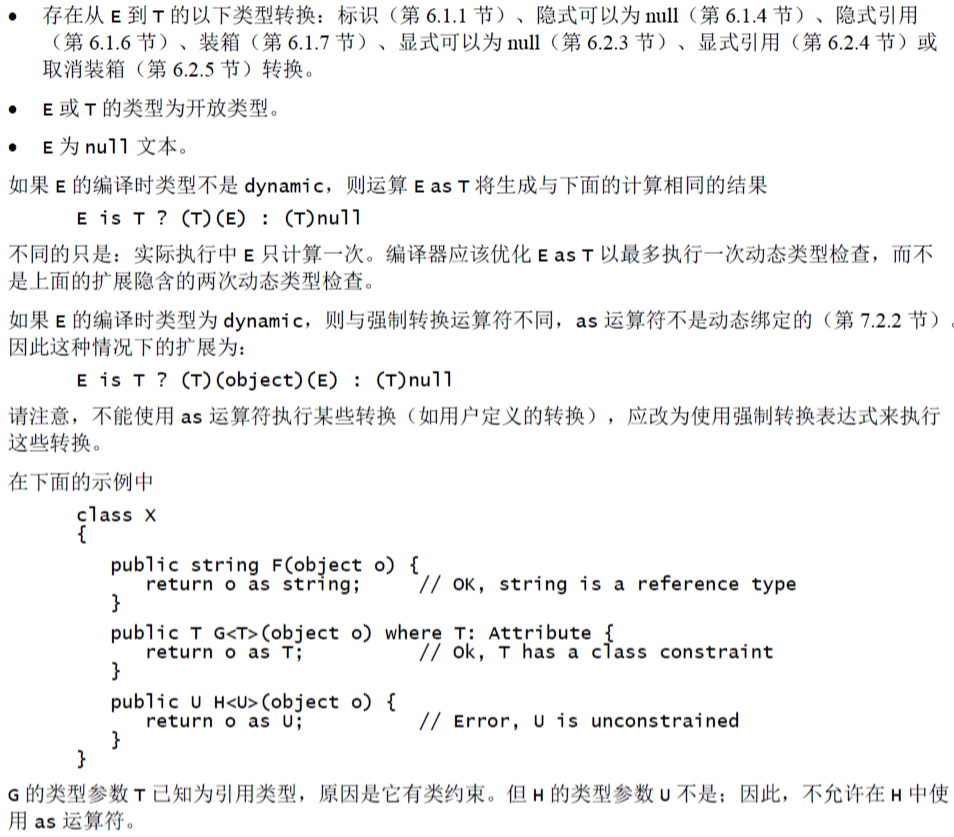 • 存在从 E 到 T 的以下类型转换：标识（第 6.1.1 节）、隐式可以为 null（第 6.1.4 节）、隐式引用
（第 6.1.6 节）、装箱（第 6.1.7 节）、显式可以为 null（第 6.2.3 节）、显式引用（第 6.2.4 节）或
取消装箱（第 6.2.5 节）转换。
• E 或 T 的类型为开放类型。
• E 为 null 文本。
如果 E 的编译时类型不是 dynamic，则运算 E as T 将生成与下面的计算相同的结果
E is T ? (T)(E) : (T)null
不同的只是：实际执行中 E 只计算一次。编译器应该优化 E as T 以最多执行一次动态类型检查，而不
是上面的扩展隐含的两次动态类型检查。
如果 E 的编译时类型为 dynamic，则与强制转换运算符不同，as 运算符不是动态绑定的（第 7.2.2 节）。
因此这种情况下的扩展为：
E is T ? (T)(object)(E) : (T)null
请注意，不能使用 as 运算符执行某些转换（如用户定义的转换），应改为使用强制转换表达式来执行
这些转换。
在下面的示例中
class X
{
public string F(object o) {
return o as string; // OK, string is a reference type
}
public T G<T>(object o) where T: Attribute {
return o as T; // Ok, T has a class constraint
}
public U H<U>(object o) {
return o as U; // Error, U is unconstrained
}
}
G 的类型参数 T 已知为引用类型，原因是它有类约束。但 H 的类型参数 U 不是；因此，不允许在 H 中使
用 as 运算符。